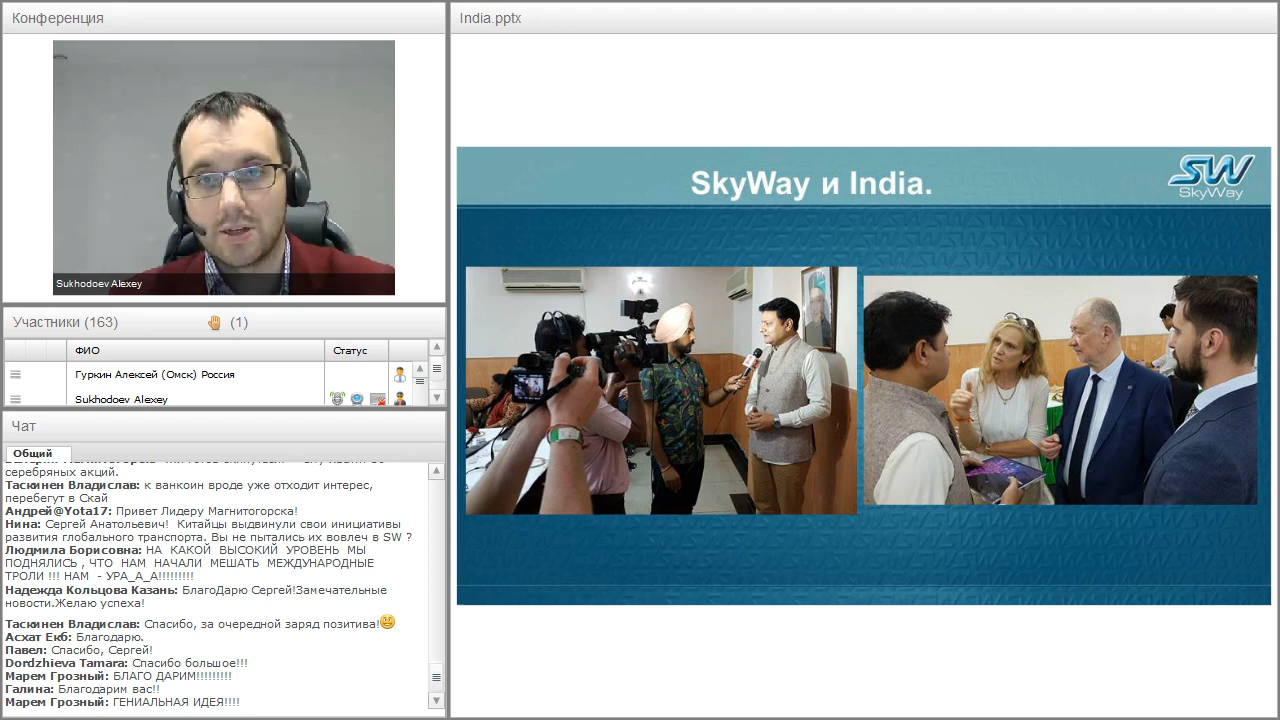 Конференция
Sukhodoev Alexey
Участники (163)
(1)
ФИО
Статус
Гуркин Алексей (Омск) Россия
Sukhodoev Alexey
Чат
Общий
серебряных акций.
Таскинен Владислав: к ванкоин вроде уже отходит интерес,
перебегут в Скай
Андрей@Yota17: Привет Лидеру Магнитогорска!
Нина: Сергей Анатольевич! Китайцы выдвинули свои инициативы
развития глобального транспорта. Вы не пытались их вовлеч в SW ?
Людмила Борисовна: НА КАКОЙ ВЫСОКИЙ УРОВЕНЬ МЫ
ПОДНЯЛИСЬ , ЧТО НАМ НАЧАЛИ МЕШАТЬ МЕЖДУНАРОДНЫЕ
ТРОЛИ !!! НАМ - УРА_А_А!!!!!!!!!
Надежда Кольцова Казань: БлагоДарю Сергей!Замечательные
новости.Желаю успеха!
Таскинен Владислав: Спасибо, за очередной заряд позитива!
Асхат Екб: Благодарю.
Павел: Спасибо, Сергей!
Dordzhieva Tamara: Спасибо большое!!!
Марем Грозный: БЛАГО ДАРИМ!!!!!!!!!
Галина: Благодарим вас!!
Марем Грозный: ГЕНИАЛЬНАЯ ИДЕЯ!!!!
India.pptx
SkyWay и India.
SW
SkyWay